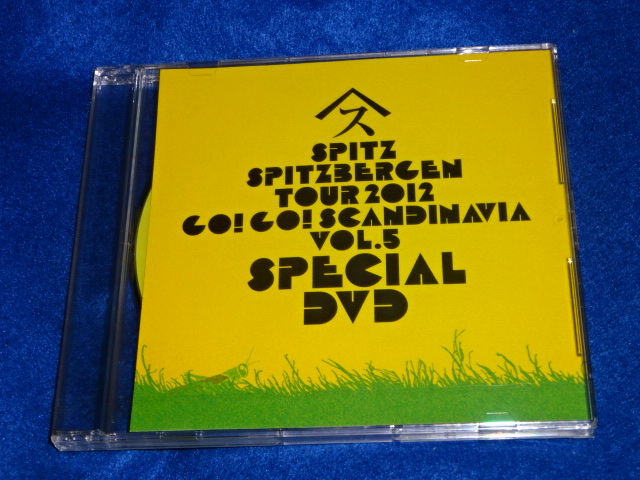 ス
SPITZ
SPITZBERGEN
TOUR 2012
GO! GO! SCANDINAVIA
VOL.5
SPECIAL
DVD